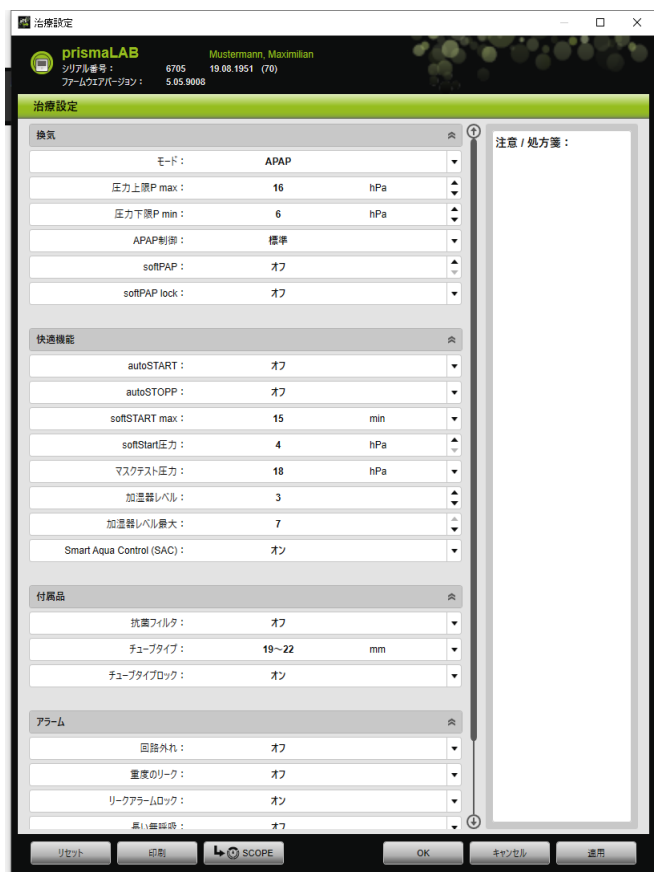 治療設定
prismaLAB Mustermann, Maximilian
シリアル番号： 6705 19.08.1951 (70)
ファームウエアバージョン： 5.05.9008
治療設定
換気
モード： APAP
圧力上限P max： 16 hPa
圧力下限P min： 6 hPa
APAP制御： 標準
softPAP： オフ
softPAP lock： オフ
快適機能
autoSTART： オフ
autoSTOPP： オフ
softSTART max： 15 min
softStart圧力： 4 hPa
マスクテスト圧力： 18 hPa
加湿器レベル： 3
加湿器レベル最大： 7
Smart Aqua Control (SAC)： オン
付属品
抗菌フィルタ： オフ
チューブタイプ： 19～22 mm
チューブタイプロック： オン
アラーム
回路外れ： オフ
重度のリーク： オフ
リークアラームロック： オン
長い無呼吸： オフ
注意 / 処方箋：
リセット 印刷 SCOPE OK キャンセル 適用